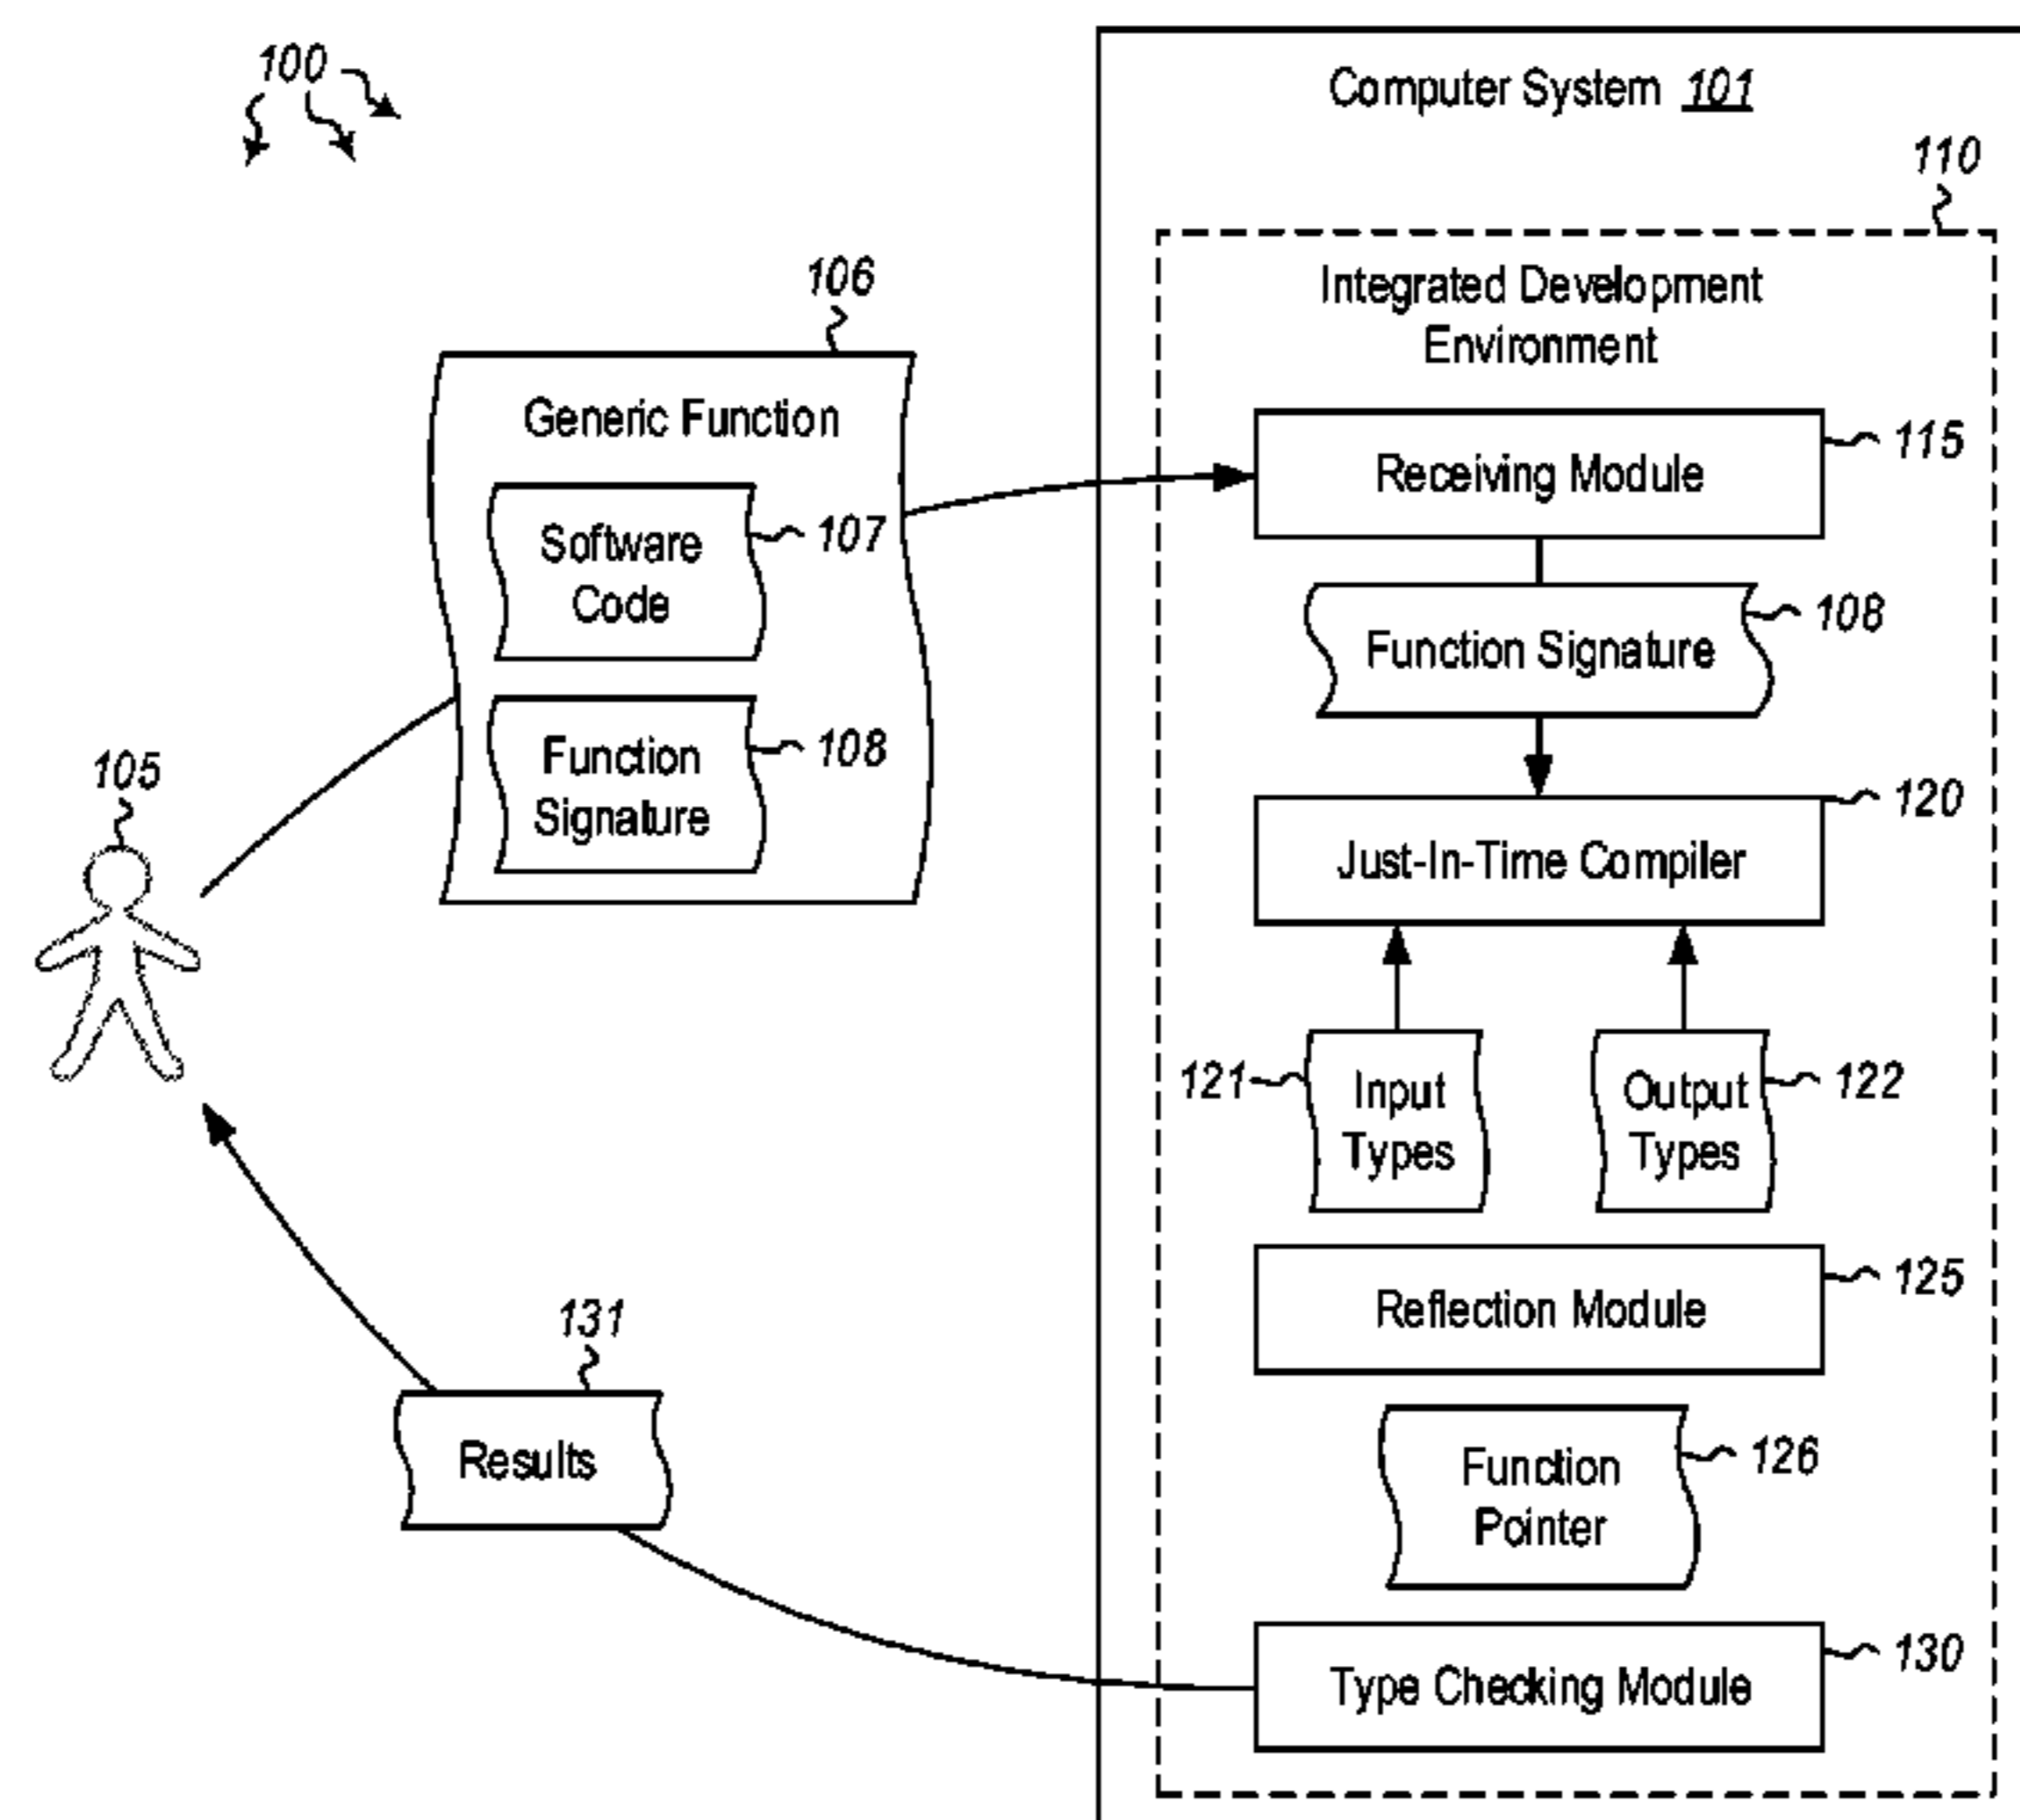 100
Computer System 101
110
Integrated Development
Environment
106
Generic Function
115
Receiving Module
Software
Code
107
Function Signature
108
Function
Signature
108
105
120
Just-In-Time Compiler
121
Input
Types
Output
Types
122
125
Reflection Module
131
Results
Function
Pointer
126
130
Type Checking Module